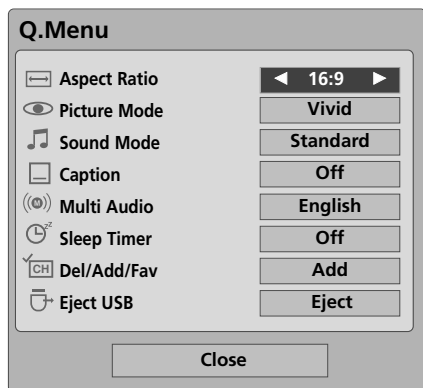 Q.Menu
Aspect Ratio ◄ 16:9 ►
Picture Mode Vivid
Sound Mode Standard
Caption Off
Multi Audio English
Sleep Timer Off
Del/Add/Fav Add
Eject USB Eject
Close